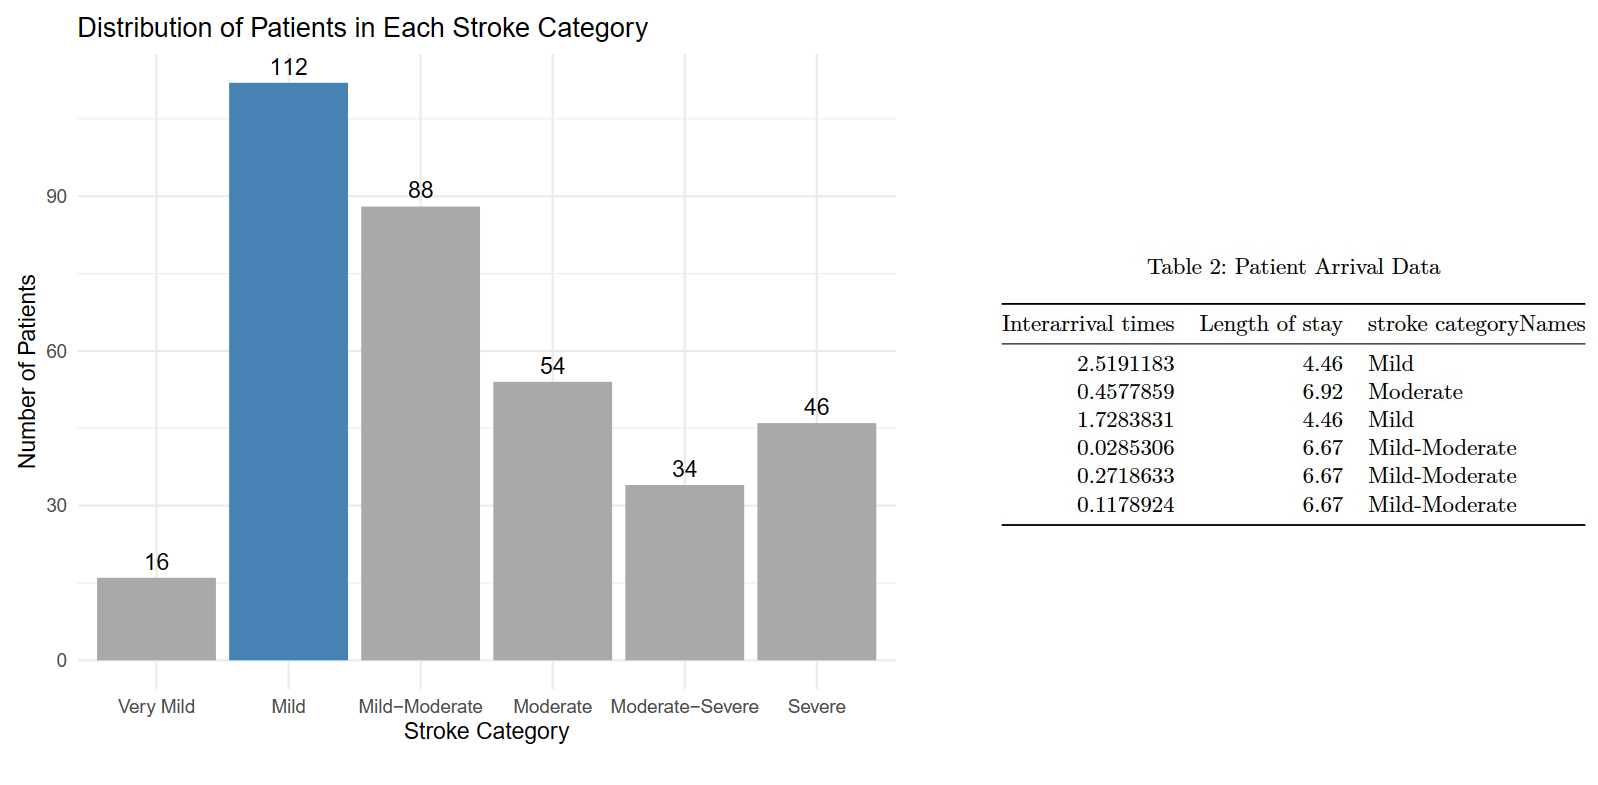 Distribution of Patients in Each Stroke Category
112
88
54
46
34
16
90
60
30
0
Number of Patients
Very Mild Mild Mild−Moderate Moderate Moderate−Severe Severe
Stroke Category
Table 2: Patient Arrival Data
Interarrival times Length of stay stroke categoryNames
2.5191183 4.46 Mild
0.4577859 6.92 Moderate
1.7283831 4.46 Mild
0.0285306 6.67 Mild-Moderate
0.2718633 6.67 Mild-Moderate
0.1178924 6.67 Mild-Moderate